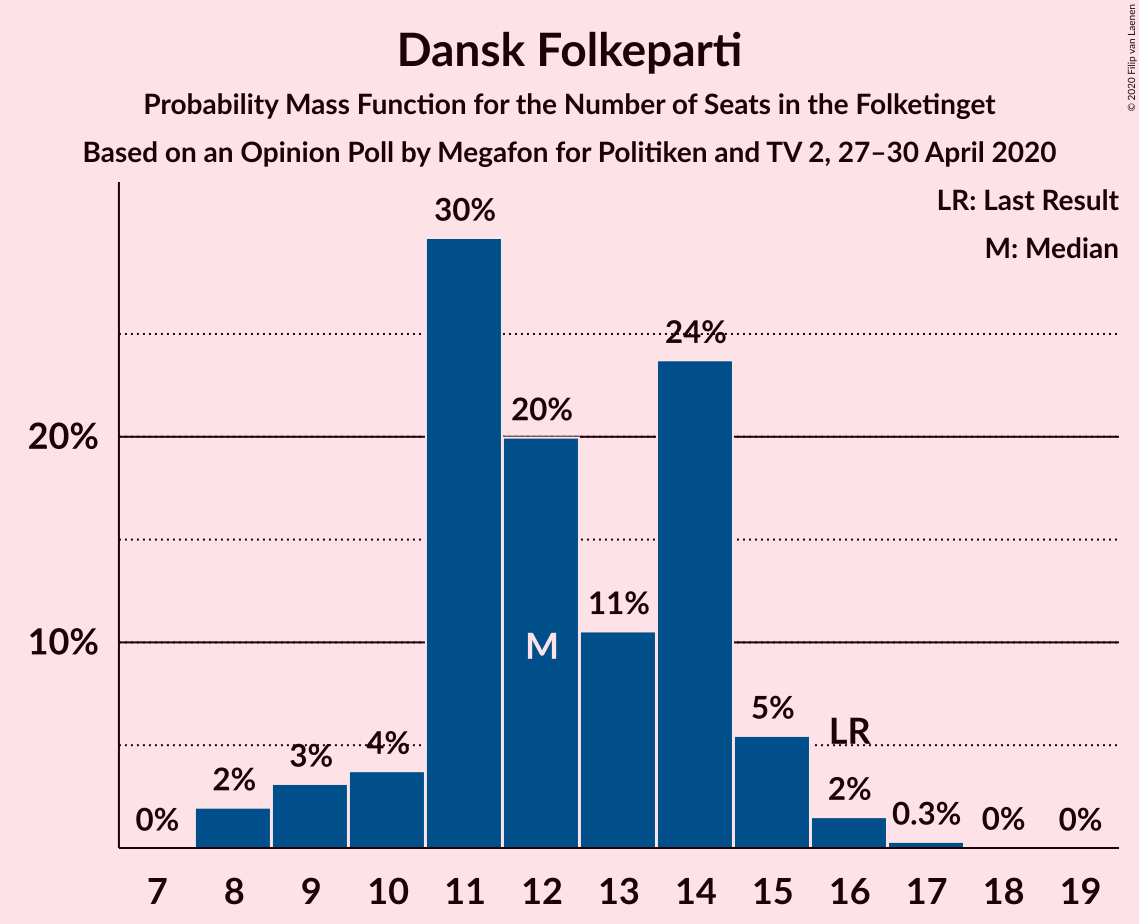 Dansk Folkeparti
Probability Mass Function for the Number of Seats in the Folketinget
Based on an Opinion Poll by Megafon for Politiken and TV 2, 27–30 April 2020
© 2020 Filip van Laenen
LR: Last Result
M: Median
30%
24%
20%
20%
11%
10%
M
5%
LR
4%
3%
2%
2%
0%
0.3%
0%
0%
7 8 9 10 11 12 13 14 15 16 17 18 19